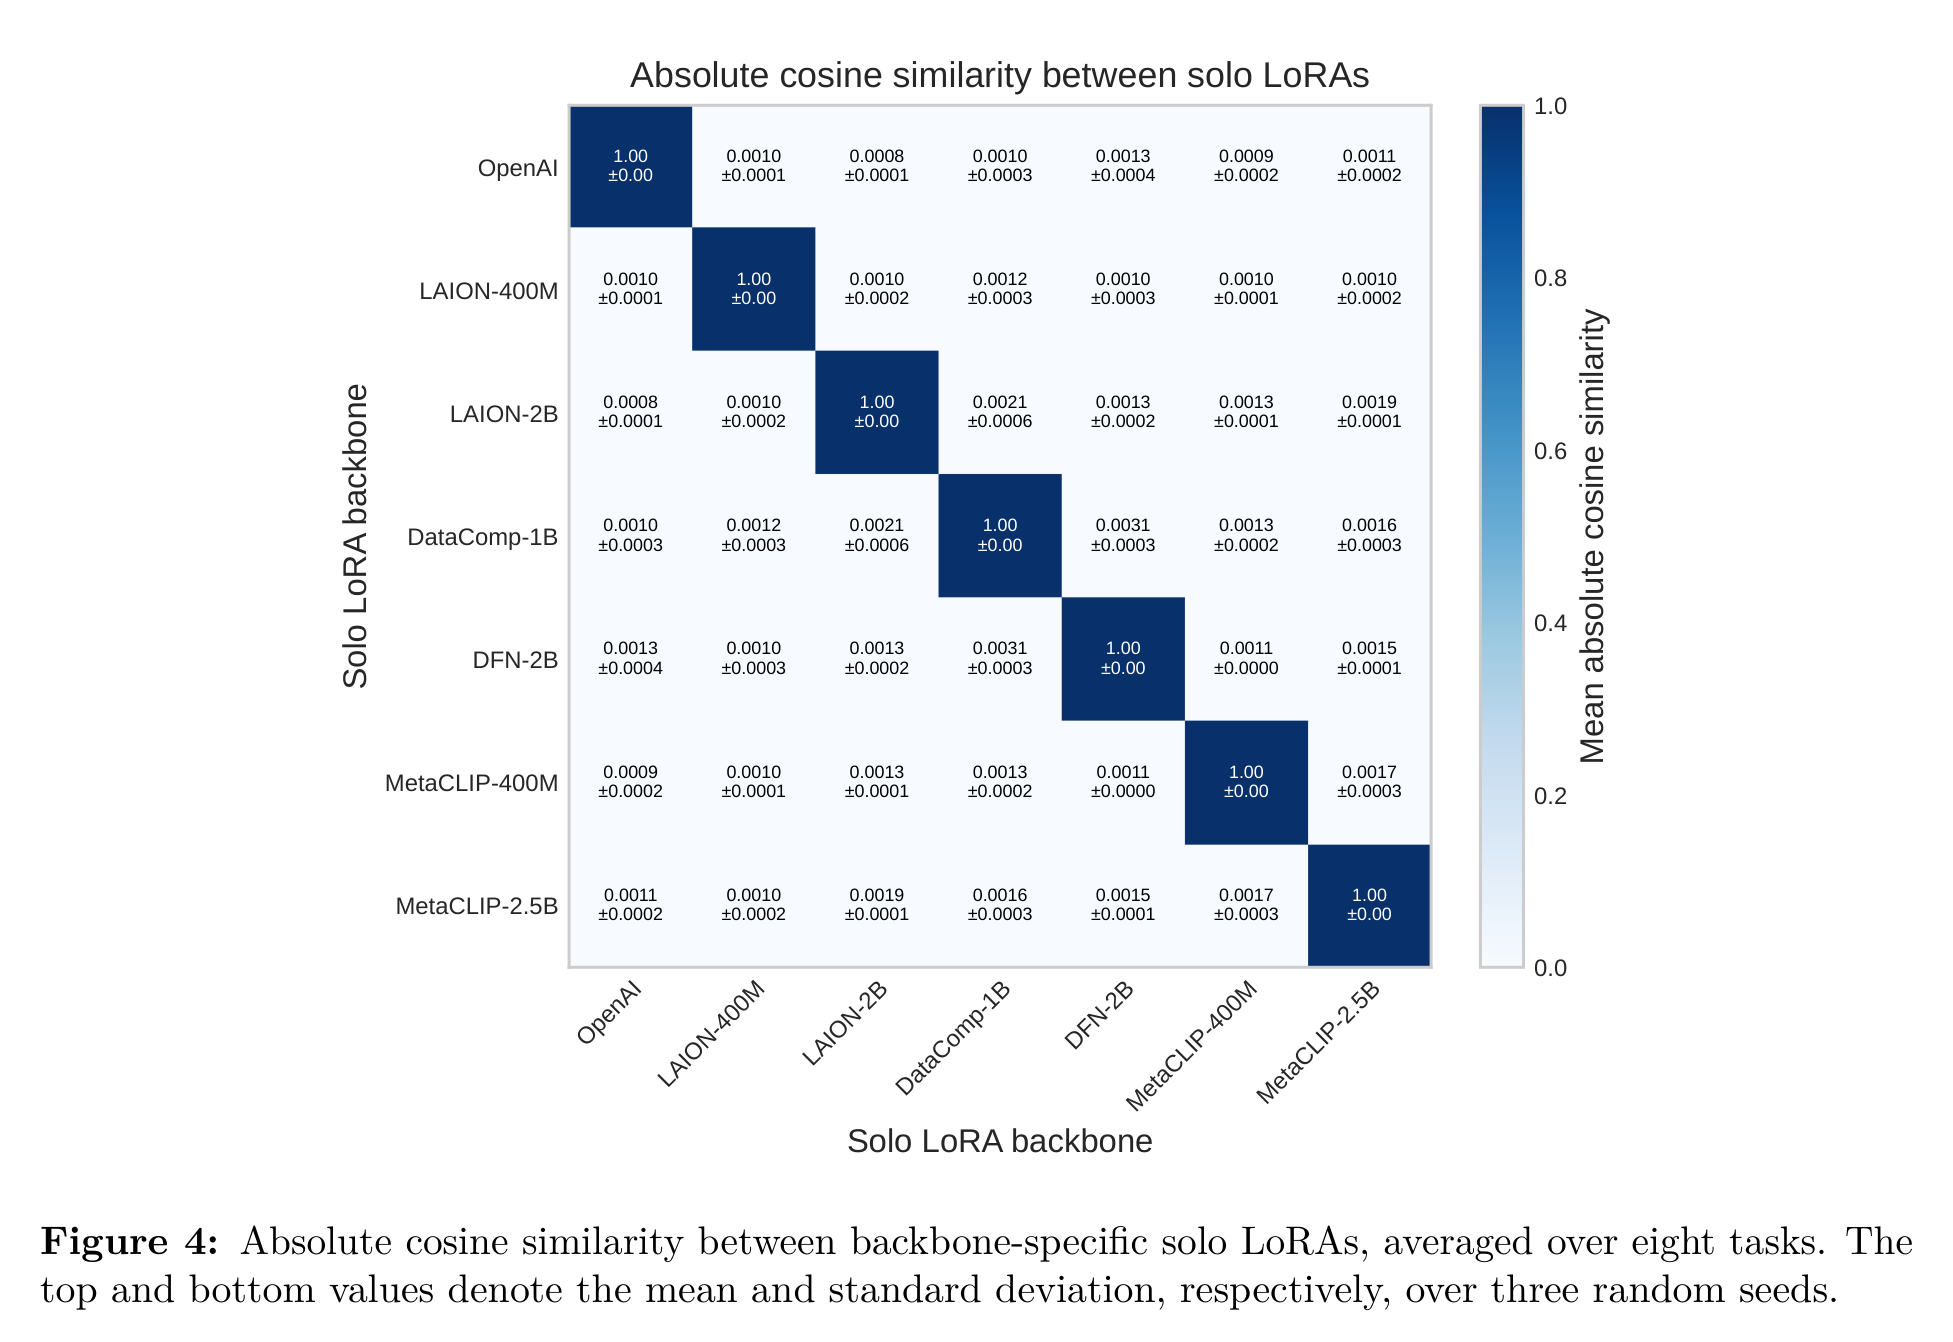 Absolute cosine similarity between solo LoRAs
1.0
OpenAI
1.00 0.0010 0.0008 0.0010 0.0013 0.0009 0.0011
±0.00 ±0.0001 ±0.0001 ±0.0003 ±0.0004 ±0.0002 ±0.0002
LAION-400M
0.0010 1.00 0.0010 0.0012 0.0010 0.0010 0.0010
±0.0001 ±0.00 ±0.0002 ±0.0003 ±0.0003 ±0.0001 ±0.0002
0.8
LAION-2B
0.0008 0.0010 1.00 0.0021 0.0013 0.0013 0.0019
±0.0001 ±0.0002 ±0.00 ±0.0006 ±0.0002 ±0.0001 ±0.0001
0.6
DataComp-1B
0.0010 0.0012 0.0021 1.00 0.0031 0.0013 0.0016
±0.0003 ±0.0003 ±0.0006 ±0.00 ±0.0003 ±0.0002 ±0.0003
0.4
DFN-2B
0.0013 0.0010 0.0013 0.0031 1.00 0.0011 0.0015
±0.0004 ±0.0003 ±0.0002 ±0.0003 ±0.00 ±0.0000 ±0.0001
MetaCLIP-400M
0.0009 0.0010 0.0013 0.0013 0.0011 1.00 0.0017
±0.0002 ±0.0001 ±0.0001 ±0.0002 ±0.0000 ±0.00 ±0.0003
0.2
MetaCLIP-2.5B
0.0011 0.0010 0.0019 0.0016 0.0015 0.0017 1.00
±0.0002 ±0.0002 ±0.0001 ±0.0003 ±0.0001 ±0.0003 ±0.00
0.0
Solo LoRA backbone
Mean absolute cosine similarity
OpenAI
LAION-400M
LAION-2B
DataComp-1B
DFN-2B
MetaCLIP-400M
MetaCLIP-2.5B
Solo LoRA backbone
Figure 4: Absolute cosine similarity between backbone-specific solo LoRAs, averaged over eight tasks. The
top and bottom values denote the mean and standard deviation, respectively, over three random seeds.